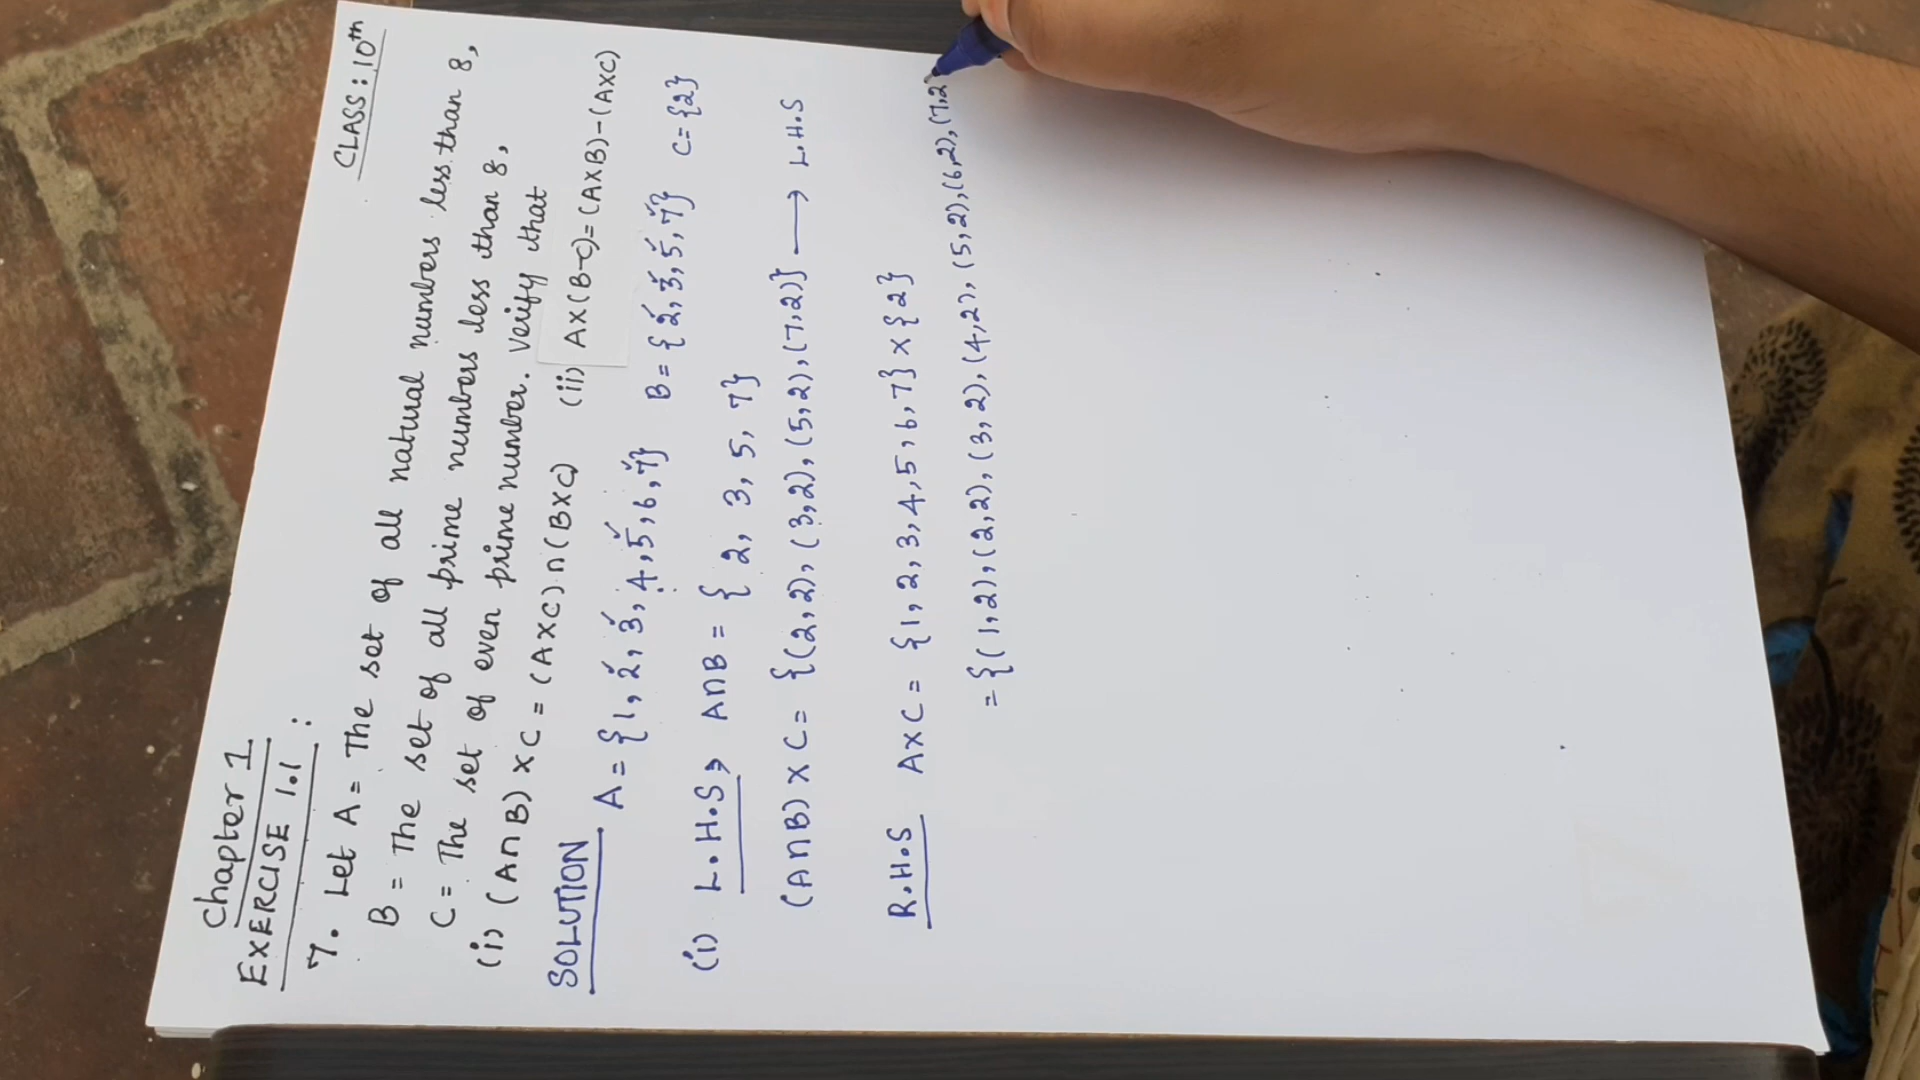 CLASS: 10th
Chapter 1
EXERCISE 1.1 :
7. Let A = The set of all natural numbers less than 8,
B = The set of all prime numbers less than 8,
C = The set of even prime number. Verify that
(i) (A∩B) × C = (A×C) ∩ (B×C) (ii) A×(B-C) = (A×B) - (A×C)
SOLUTION
A = {1, 2, 3, 4, 5, 6, 7} B = {2, 3, 5, 7} C = {2}
(i) L.H.S, A∩B = {2, 3, 5, 7}
(A∩B) × C = {(2,2), (3,2), (5,2), (7,2)} → L.H.S
R.H.S A×C = {1, 2, 3, 4, 5, 6, 7} × {2}
= {(1,2), (2,2), (3,2), (4,2), (5,2), (6,2), (7,2